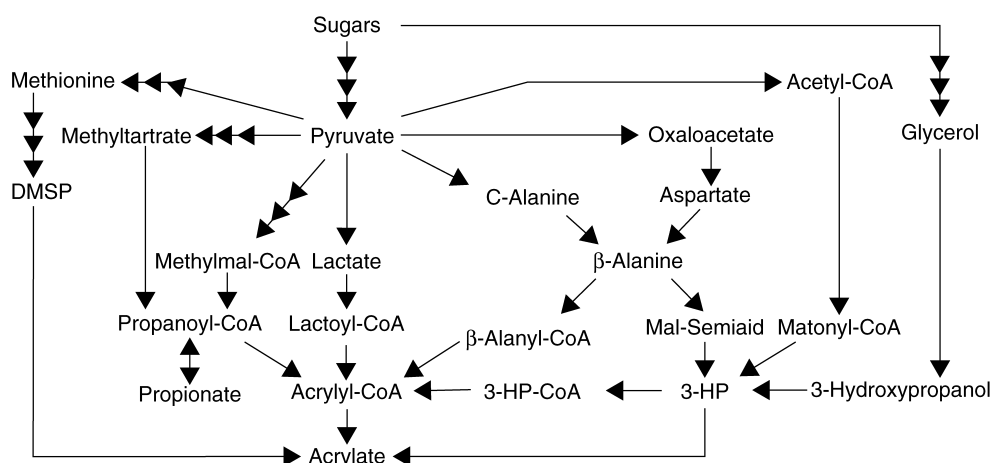 Sugars
Methionine
Acetyl-CoA
Methyltartrate
Pyruvate
Oxaloacetate
Glycerol
DMSP
C-Alanine
Aspartate
Methylmal-CoA
Lactate
β-Alanine
Propanoyl-CoA
Lactoyl-CoA
β-Alanyl-CoA
Mal-Semiaid
Matonyl-CoA
Propionate
Acrylyl-CoA
3-HP-CoA
3-HP
3-Hydroxypropanol
Acrylate